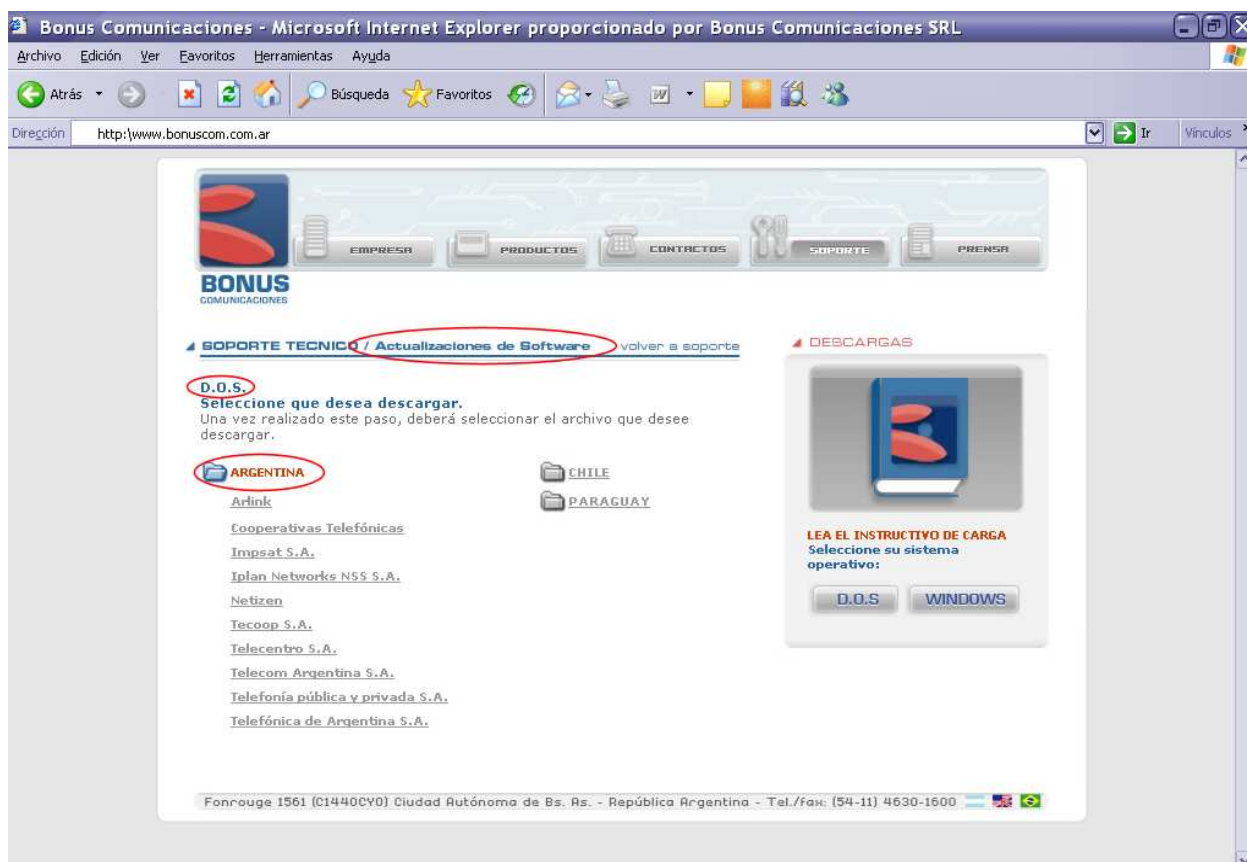 Bonus Comunicaciones - Microsoft Internet Explorer proporcionado por Bonus Comunicaciones SRL
Archivo Edición Ver Favoritos Herramientas Ayuda
Atrás Búsqueda Favoritos
Dirección http:\www.bonuscom.com.ar Ir Vínculos
EMPRESA PRODUCTOS CONTACTOS SOPORTE PRENSA
BONUS
COMUNICACIONES
SOPORTE TECNICO / Actualizaciones de Software volver a soporte
DESCARGAS
D.O.S.
Seleccione que desea descargar.
Una vez realizado este paso, deberá seleccionar el archivo que desee
descargar.
ARGENTINA
Arlink
Cooperativas Telefónicas
Impsat S.A.
Iplan Networks NSS S.A.
Netizen
Tecoop S.A.
Telecentro S.A.
Telecom Argentina S.A.
Telefonía pública y privada S.A.
Telefónica de Argentina S.A.
CHILE
PARAGUAY
LEA EL INSTRUCTIVO DE CARGA
Seleccione su sistema
operativo:
D.O.S WINDOWS
Fonrouge 1561 (C1440CYO) Ciudad Autónoma de Bs. As. - República Argentina - Tel./fax: (54-11) 4630-1600